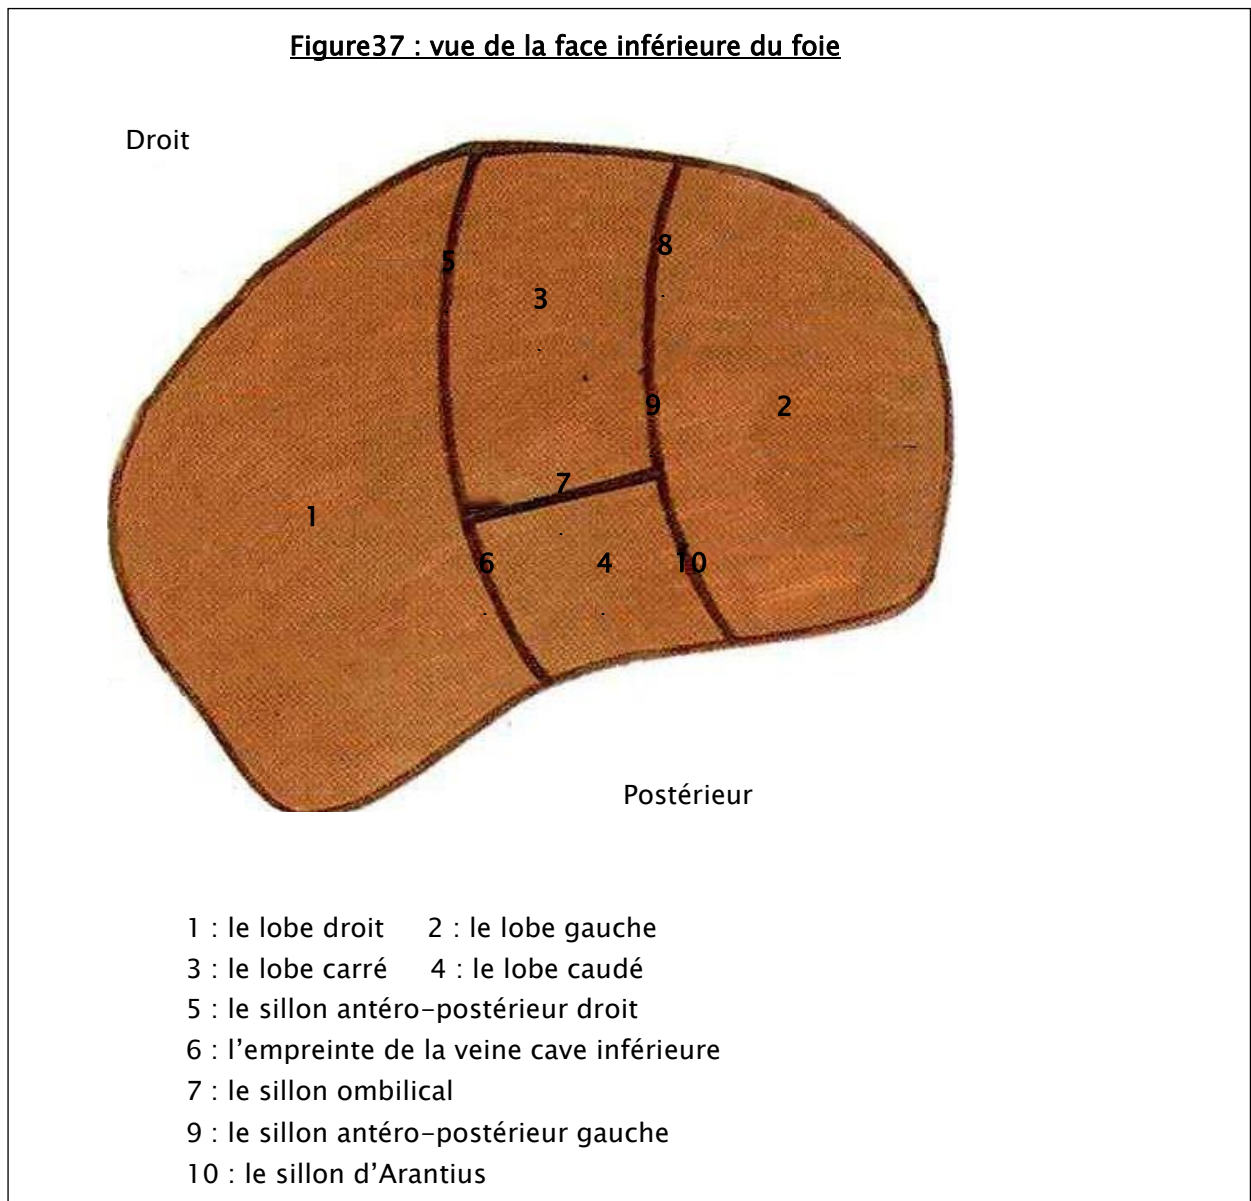 Figure37 : vue de la face inférieure du foie
Droit
8
5
3
9
2
7
1
6
4
10
Postérieur
1 : le lobe droit 2 : le lobe gauche
3 : le lobe carré 4 : le lobe caudé
5 : le sillon antéro-postérieur droit
6 : l’empreinte de la veine cave inférieure
7 : le sillon ombilical
9 : le sillon antéro-postérieur gauche
10 : le sillon d’Arantius